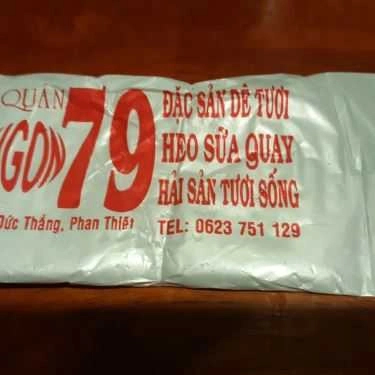 QUÁN
NGON 79
ĐẶC SẢN DÊ TƯƠI
HEO SỮA QUAY
HẢI SẢN TƯƠI SỐNG
Đức Thắng, Phan Thiết
TEL: 0623 751 129